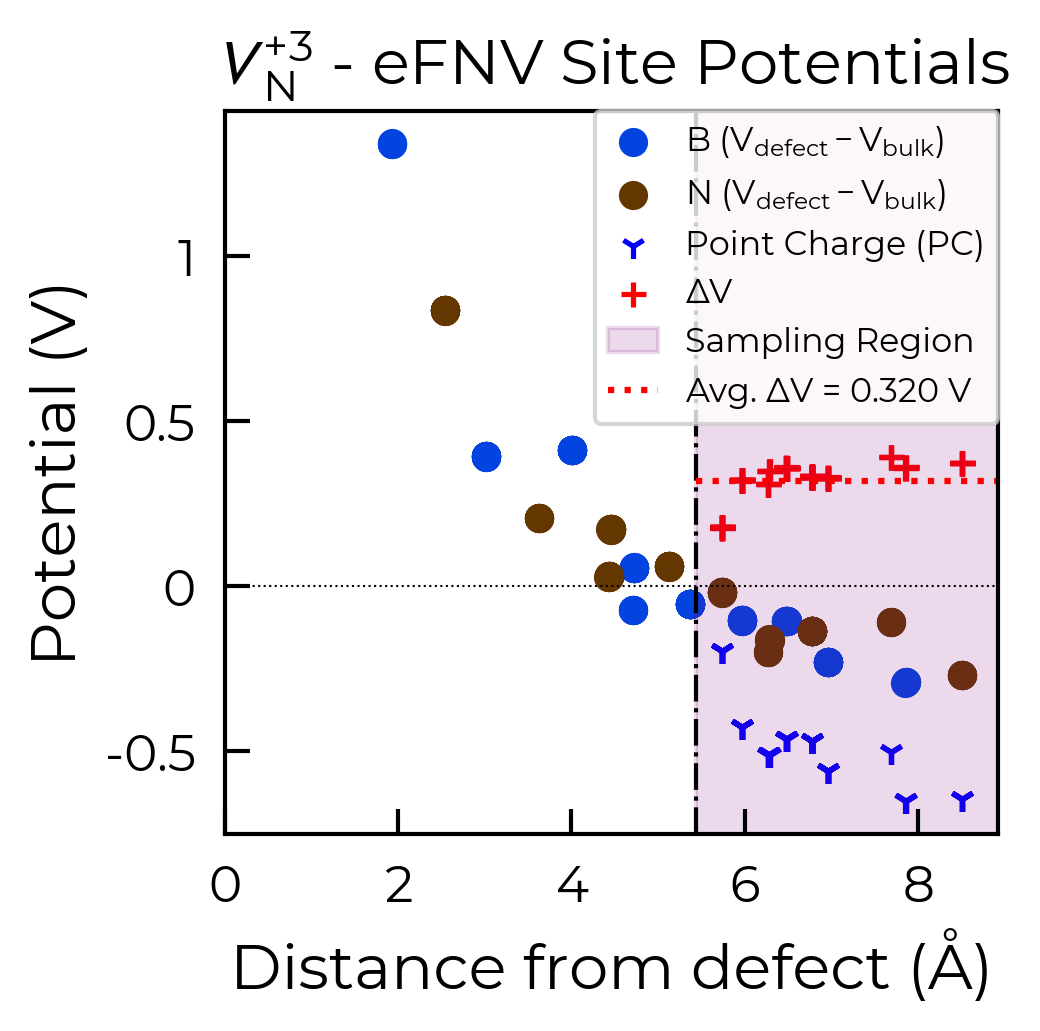 V_N^{+3} - eFNV Site Potentials
B (V_defect – V_bulk)
N (V_defect – V_bulk)
Point Charge (PC)
ΔV
Sampling Region
Avg. ΔV = 0.320 V
Potential (V)
1
0.5
0
-0.5
0 2 4 6 8
Distance from defect (Å)